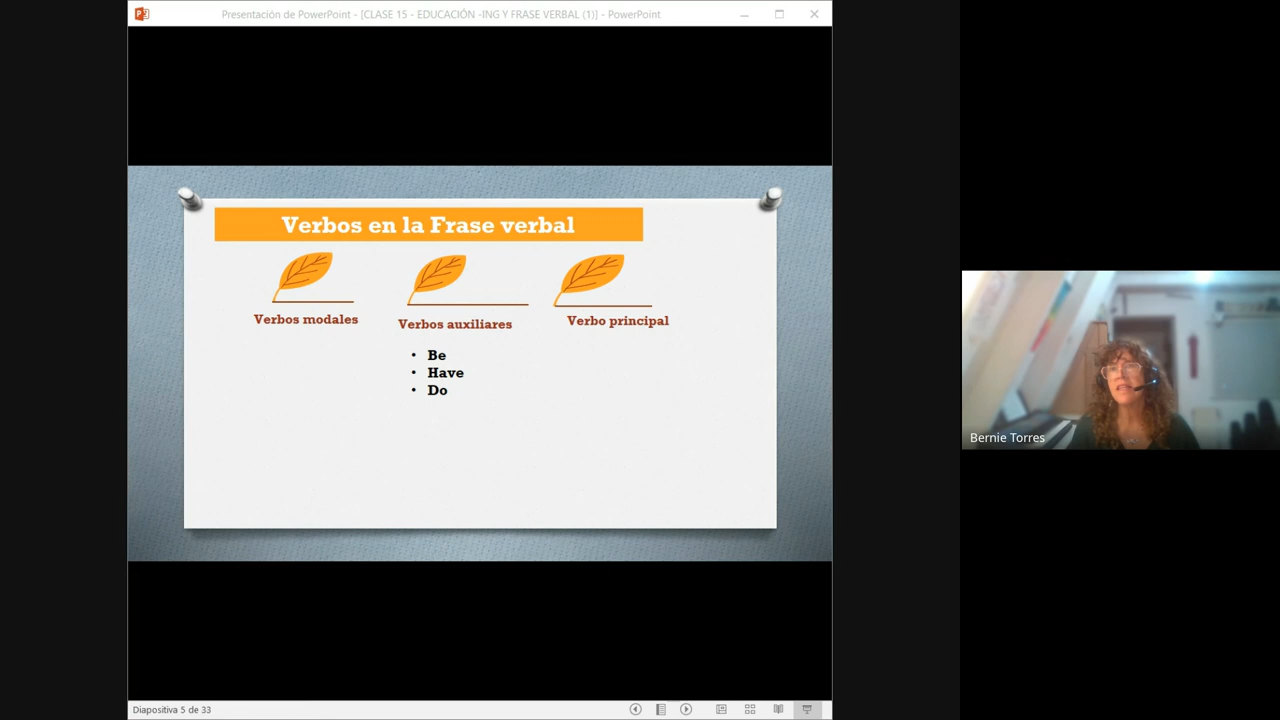 Presentación de PowerPoint - [CLASE 15 - EDUCACIÓN -ING Y FRASE VERBAL (1)] - PowerPoint
Verbos en la Frase verbal
Verbos modales
Verbos auxiliares
Verbo principal
• Be
• Have
• Do
Bernie Torres
Diapositiva 5 de 33